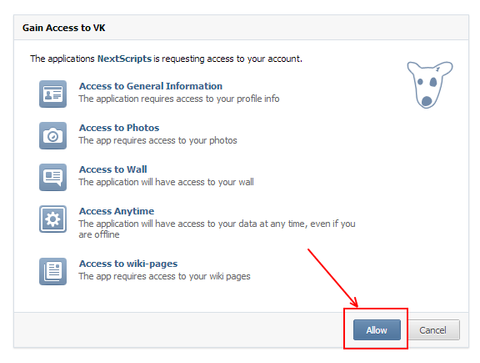 Gain Access to VK
The applications NextScripts is requesting access to your account.
Access to General Information
The application requires access to your profile info
Access to Photos
The app requires access to your photos
Access to Wall
The application will have access to your wall
Access Anytime
The application will have access to your data at any time, even if you
are offline
Access to wiki-pages
The app requires access to your wiki pages
Allow
Cancel